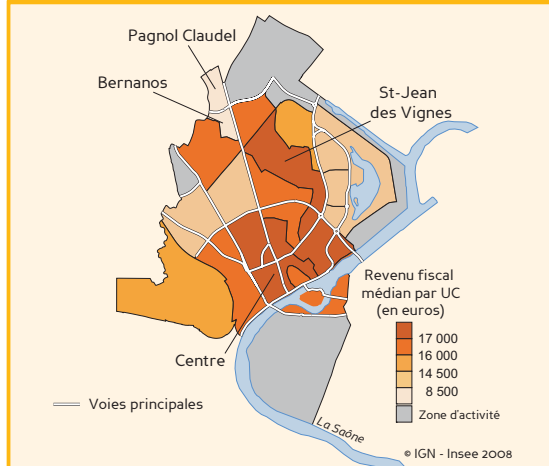 Pagnol Claudel
Bernanos
St-Jean
des Vignes
Revenu fiscal
médian par UC
(en euros)
17 000
16 000
14 500
8 500
Zone d'activité
Centre
Voies principales
La Saône
© IGN - Insee 2008